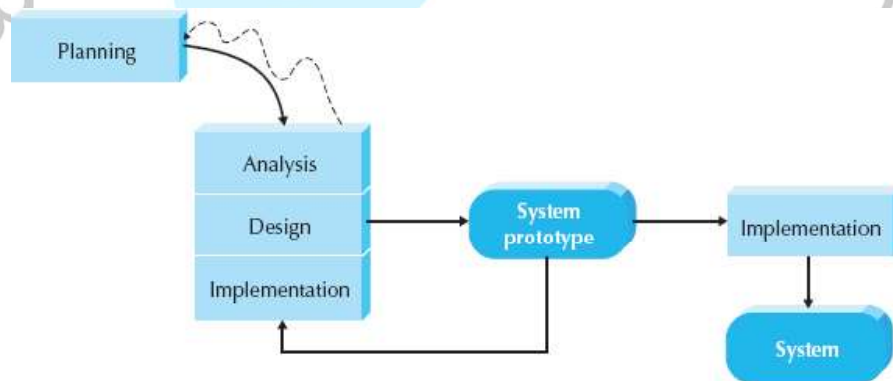 Planning
Analysis
Design
Implementation
System
prototype
Implementation
System